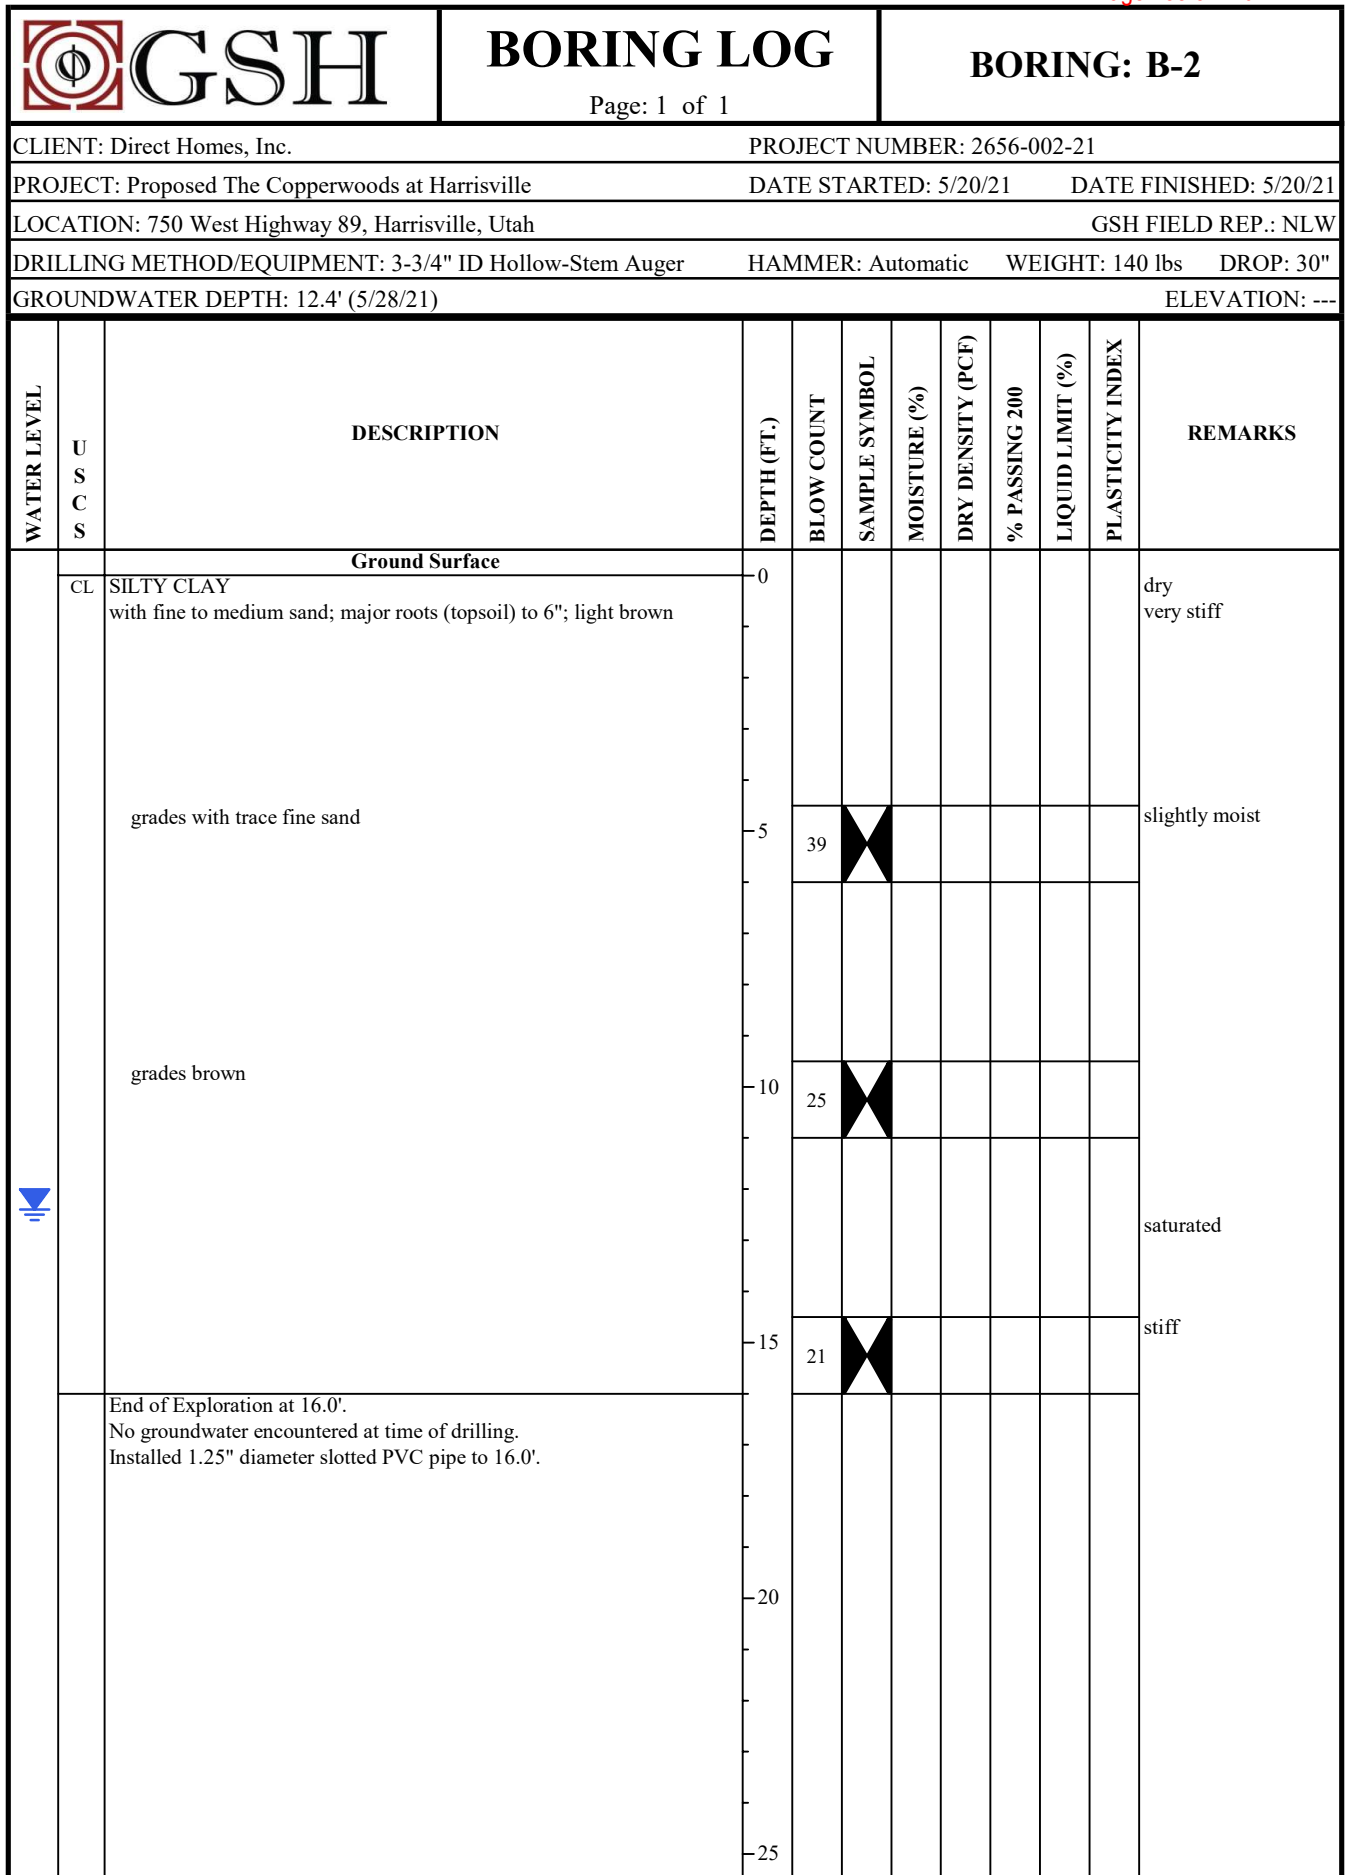 GSH
BORING LOG
Page: 1 of 1
BORING: B-2
CLIENT: Direct Homes, Inc. PROJECT NUMBER: 2656-002-21
PROJECT: Proposed The Copperwoods at Harrisville DATE STARTED: 5/20/21 DATE FINISHED: 5/20/21
LOCATION: 750 West Highway 89, Harrisville, Utah GSH FIELD REP.: NLW
DRILLING METHOD/EQUIPMENT: 3-3/4" ID Hollow-Stem Auger HAMMER: Automatic WEIGHT: 140 lbs DROP: 30"
GROUNDWATER DEPTH: 12.4' (5/28/21) ELEVATION: ---
WATER LEVEL
U
S
C
S
DESCRIPTION
DEPTH (FT.)
BLOW COUNT
SAMPLE SYMBOL
MOISTURE (%)
DRY DENSITY (PCF)
% PASSING 200
LIQUID LIMIT (%)
PLASTICITY INDEX
REMARKS
Ground Surface
0
CL SILTY CLAY dry
with fine to medium sand; major roots (topsoil) to 6"; light brown very stiff
grades with trace fine sand slightly moist
5
39
grades brown
10
25
saturated
stiff
15
21
End of Exploration at 16.0'.
No groundwater encountered at time of drilling.
Installed 1.25" diameter slotted PVC pipe to 16.0'.
20
25